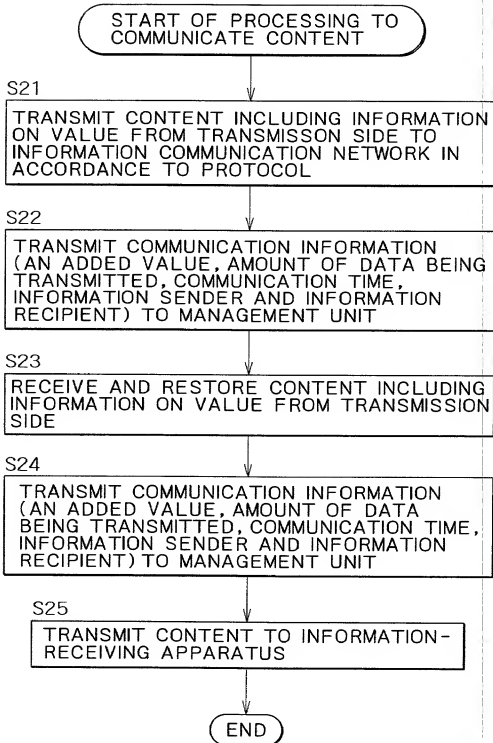 START OF PROCESSING TO
COMMUNICATE CONTENT
S21
TRANSMIT CONTENT INCLUDING INFORMATION
ON VALUE FROM TRANSMISSON SIDE TO
INFORMATION COMMUNICATION NETWORK IN
ACCORDANCE TO PROTOCOL
S22
TRANSMIT COMMUNICATION INFORMATION
(AN ADDED VALUE, AMOUNT OF DATA BEING
TRANSMITTED, COMMUNICATION TIME,
INFORMATION SENDER AND INFORMATION
RECIPIENT) TO MANAGEMENT UNIT
S23
RECEIVE AND RESTORE CONTENT INCLUDING
INFORMATION ON VALUE FROM TRANSMISSION
SIDE
S24
TRANSMIT COMMUNICATION INFORMATION
(AN ADDED VALUE, AMOUNT OF DATA
BEING TRANSMITTED, COMMUNICATION TIME,
INFORMATION SENDER AND INFORMATION
RECIPIENT) TO MANAGEMENT UNIT
S25
TRANSMIT CONTENT TO INFORMATION-
RECEIVING APPARATUS
END